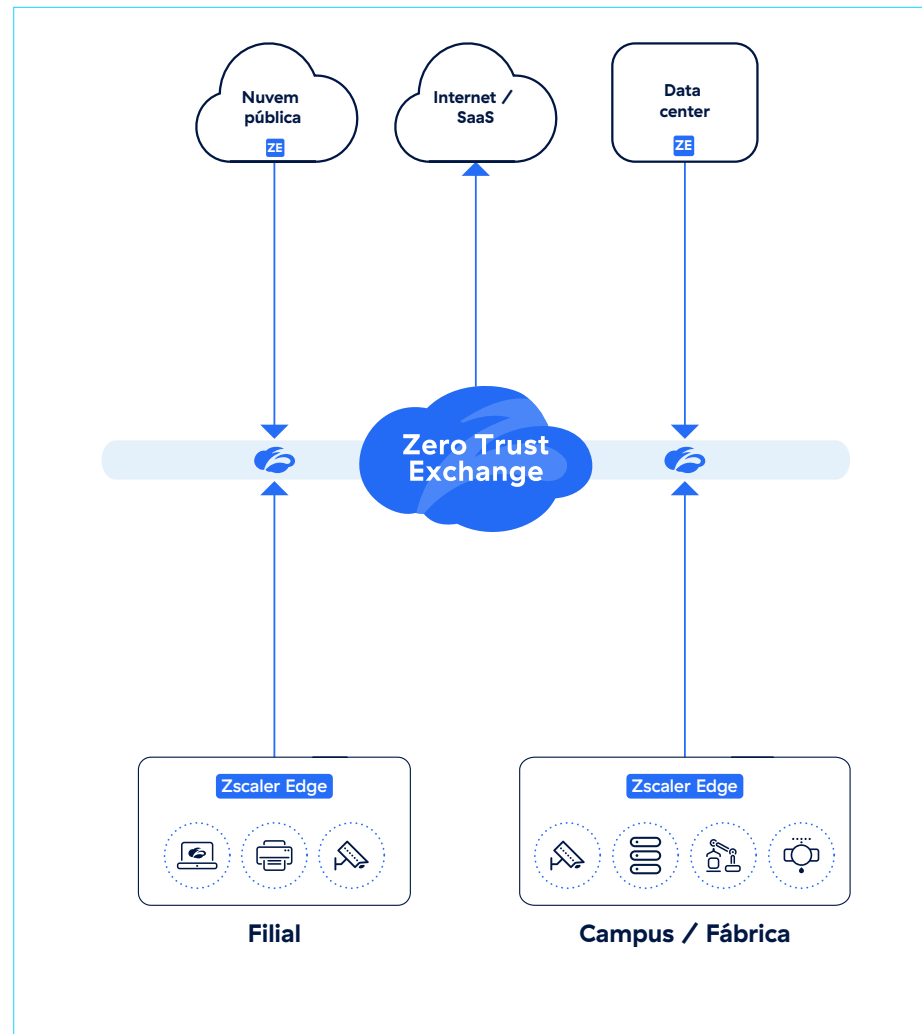 Nuvem
pública
ZE
Internet /
SaaS
Data
center
ZE
Zero Trust
Exchange
Zscaler Edge
Filial
Zscaler Edge
Campus / Fábrica